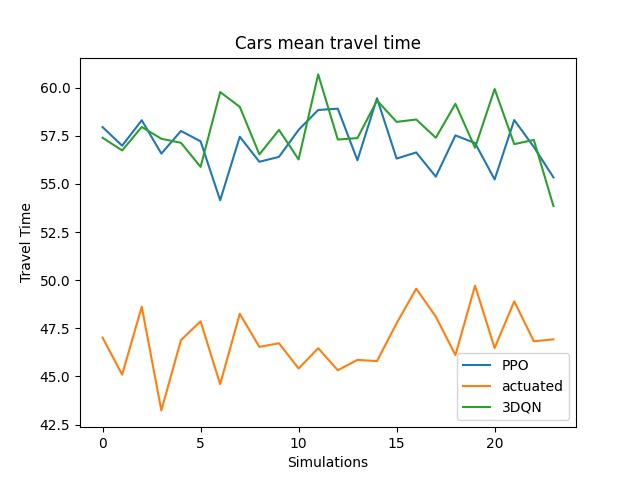 Cars mean travel time
60.0
57.5
55.0
52.5
50.0
47.5
45.0
42.5
Travel Time
PPO
actuated
3DQN
0 5 10 15 20
Simulations